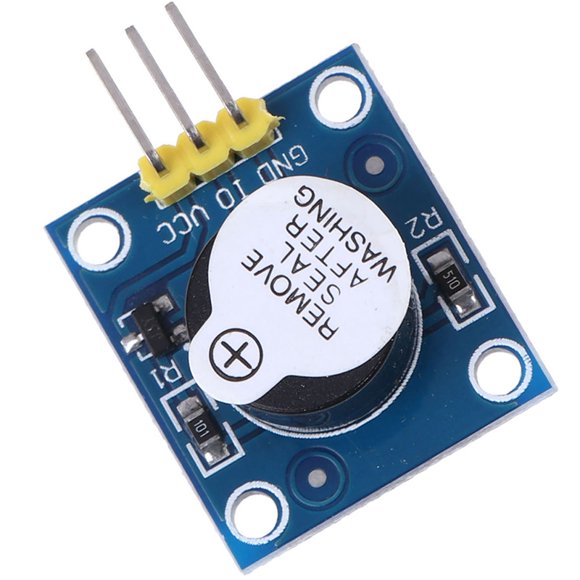 GND IO VCC
REMOVE
SEAL
AFTER
WASHING
+
R2
510
R1
101